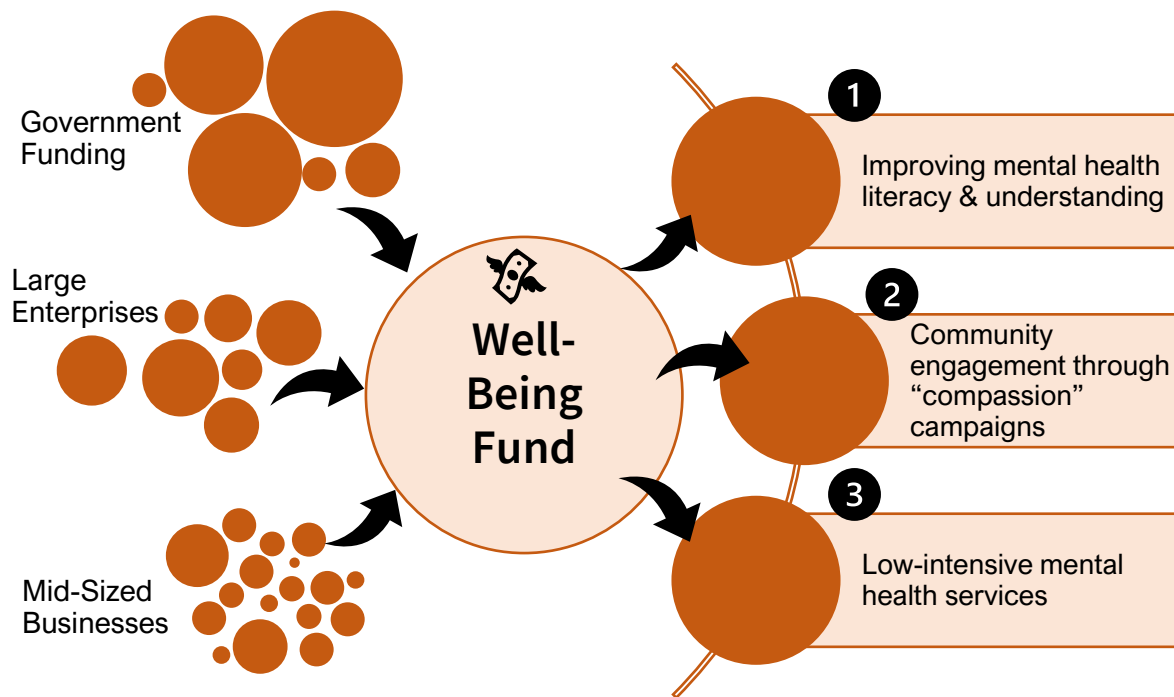 Government
Funding
Large
Enterprises
Mid-Sized
Businesses
Well-
Being
Fund
1
Improving mental health
literacy & understanding
2
Community
engagement through
“compassion”
campaigns
3
Low-intensive mental
health services